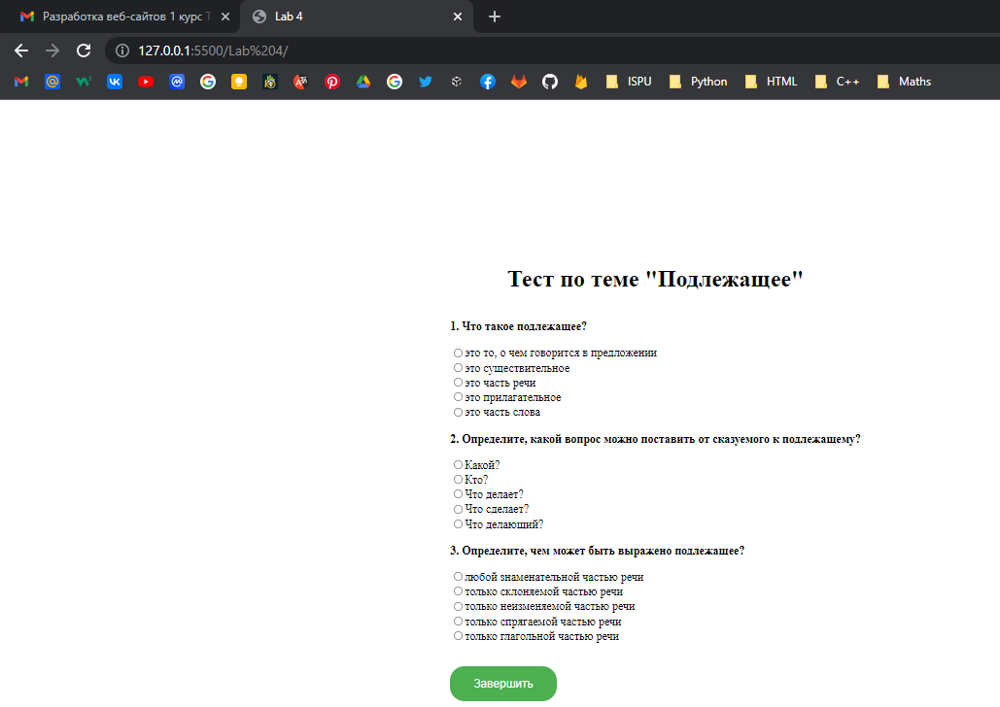 Разработка веб-сайтов 1 курс
Lab 4
127.0.0.1:5500/Lab%204/
ISPU
Python
HTML
C++
Maths
Тест по теме "Подлежащее"
1. Что такое подлежащее?
это то, о чем говорится в предложении
это существительное
это часть речи
это прилагательное
это часть слова
2. Определите, какой вопрос можно поставить от сказуемого к подлежащему?
Какой?
Кто?
Что делает?
Что сделает?
Что делающий?
3. Определите, чем может быть выражено подлежащее?
любой знаменательной частью речи
только склоняемой частью речи
только неизменяемой частью речи
только спрягаемой частью речи
только глагольной частью речи
Завершить